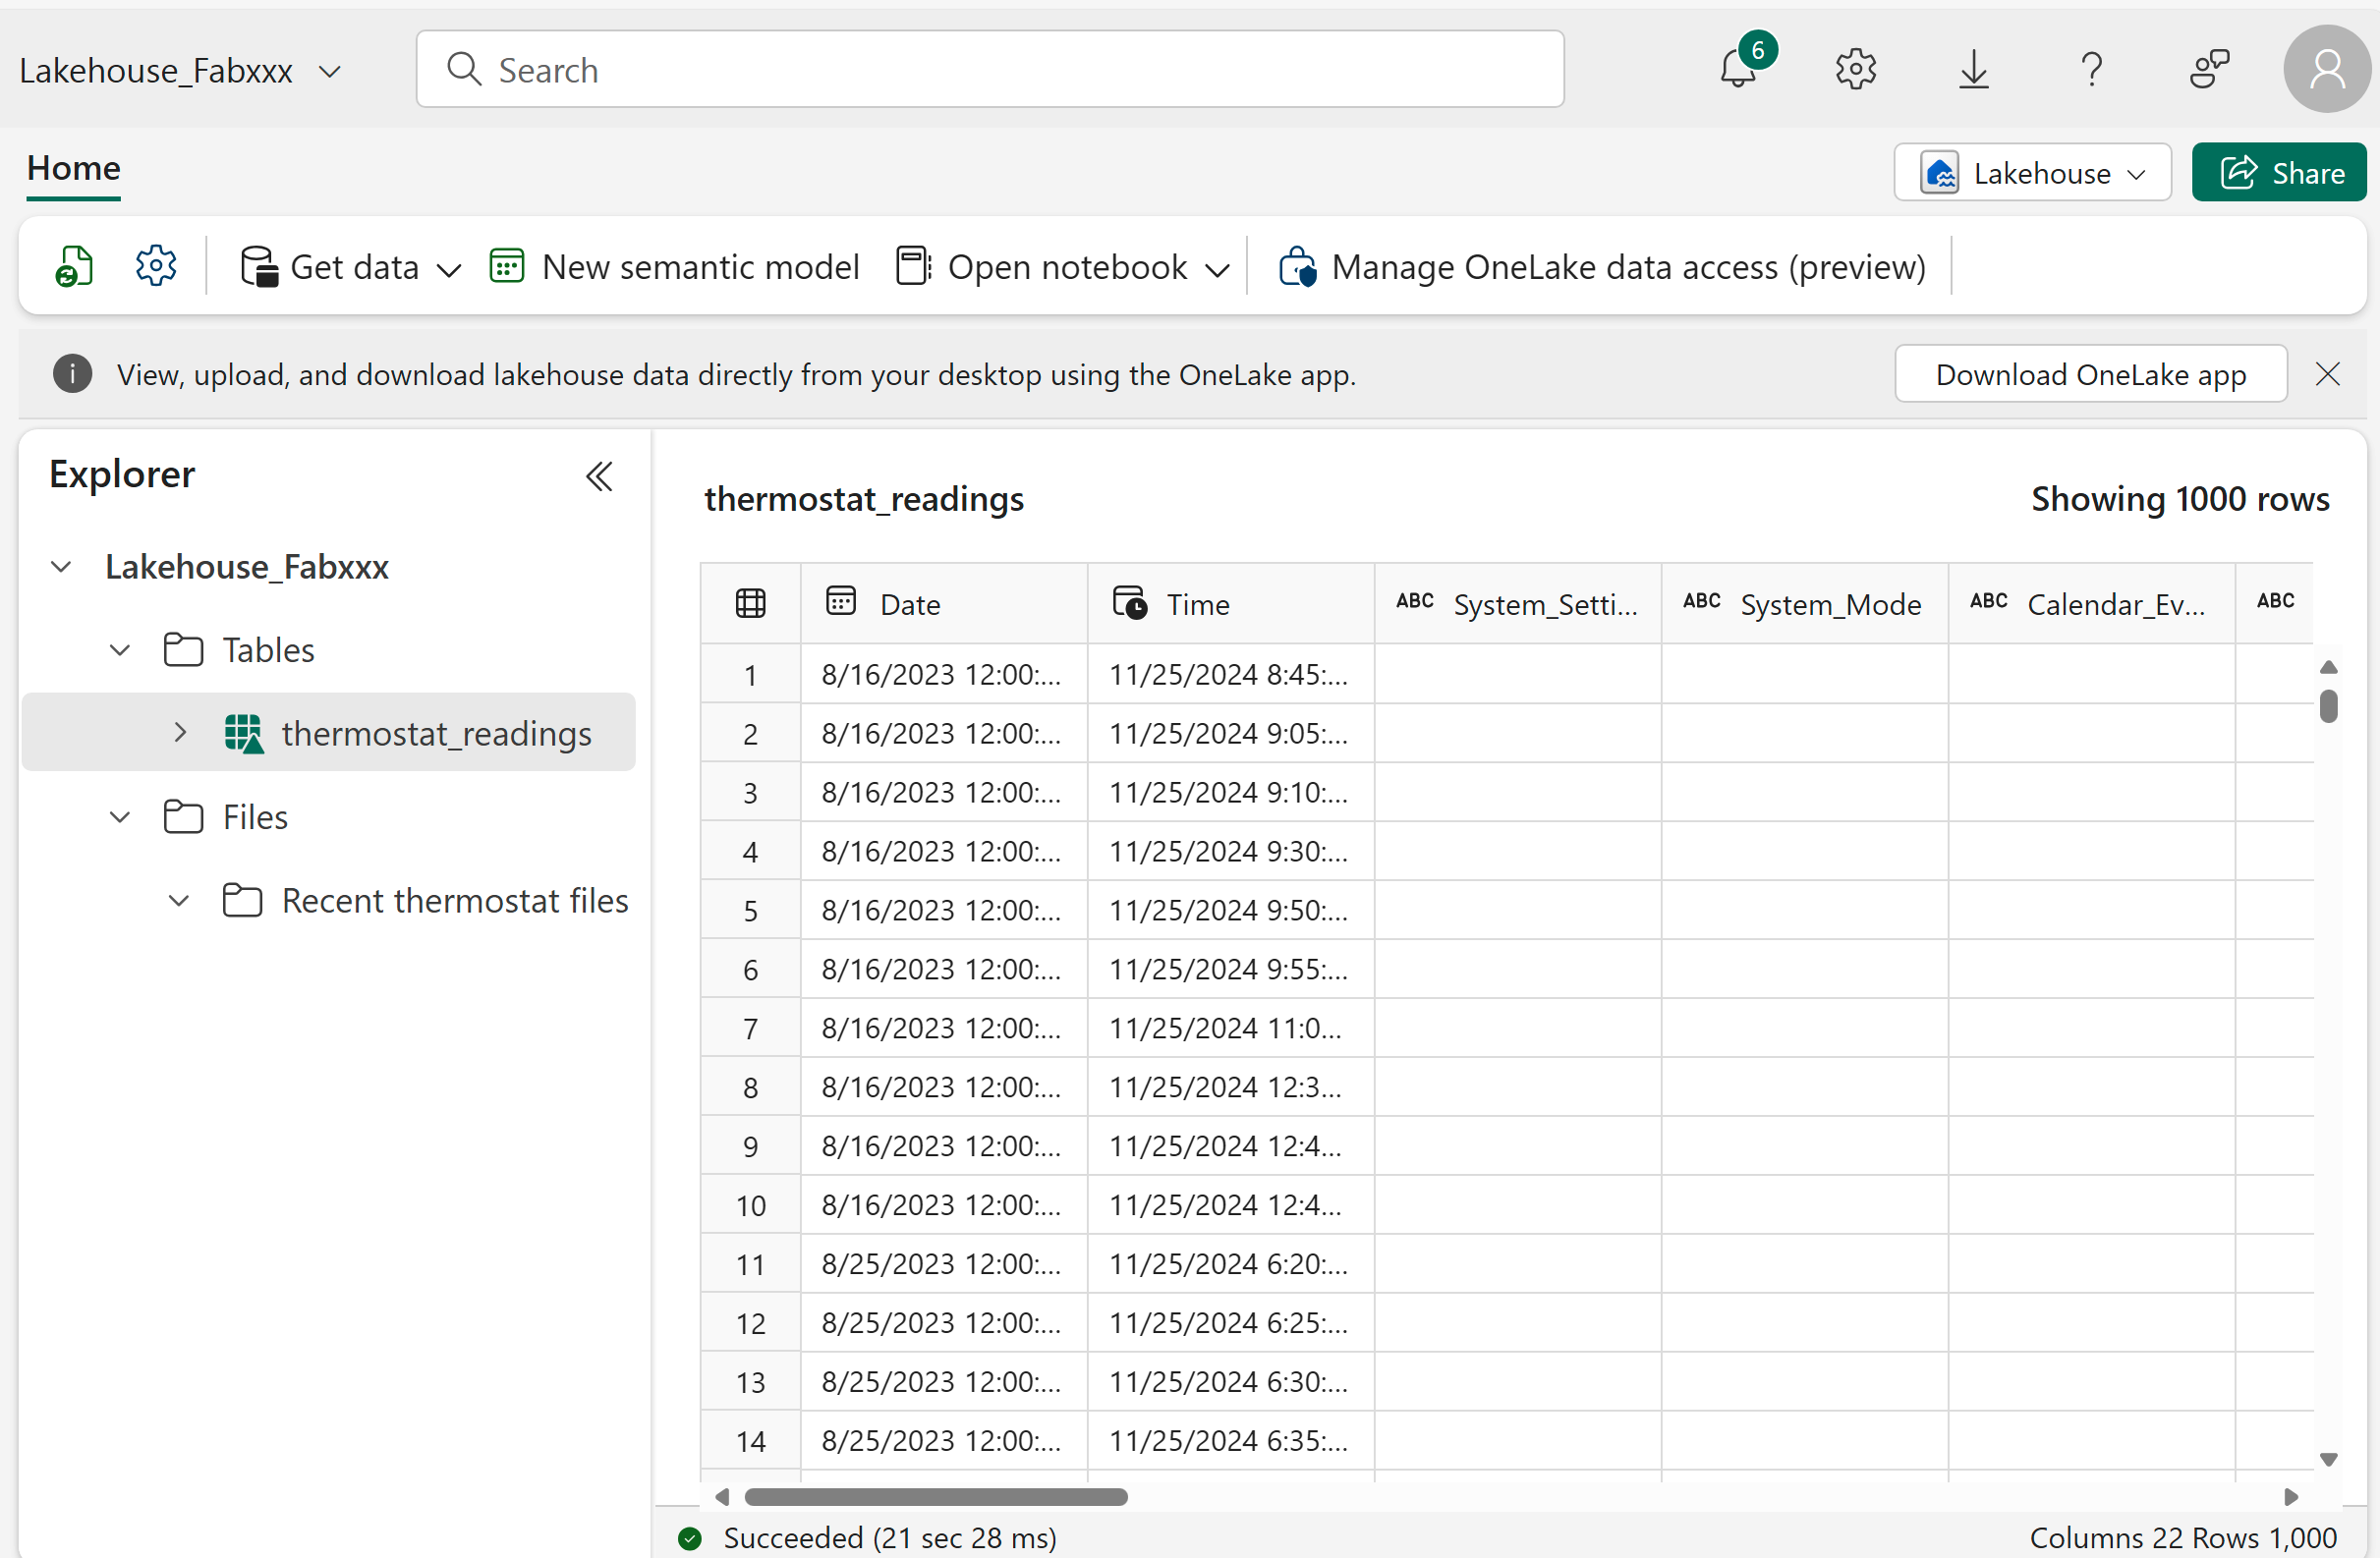 Lakehouse_Fabxxx
Search
6
Home
Lakehouse
Share
Get data
New semantic model
Open notebook
Manage OneLake data access (preview)
View, upload, and download lakehouse data directly from your desktop using the OneLake app.
Download OneLake app
Explorer
Lakehouse_Fabxxx
Tables
thermostat_readings
Files
Recent thermostat files
thermostat_readings
Showing 1000 rows
Date Time ABC System_Setti... ABC System_Mode ABC Calendar_Ev... ABC
1 8/16/2023 12:00:... 11/25/2024 8:45:...
2 8/16/2023 12:00:... 11/25/2024 9:05:...
3 8/16/2023 12:00:... 11/25/2024 9:10:...
4 8/16/2023 12:00:... 11/25/2024 9:30:...
5 8/16/2023 12:00:... 11/25/2024 9:50:...
6 8/16/2023 12:00:... 11/25/2024 9:55:...
7 8/16/2023 12:00:... 11/25/2024 11:0...
8 8/16/2023 12:00:... 11/25/2024 12:3...
9 8/16/2023 12:00:... 11/25/2024 12:4...
10 8/16/2023 12:00:... 11/25/2024 12:4...
11 8/25/2023 12:00:... 11/25/2024 6:20:...
12 8/25/2023 12:00:... 11/25/2024 6:25:...
13 8/25/2023 12:00:... 11/25/2024 6:30:...
14 8/25/2023 12:00:... 11/25/2024 6:35:...
Succeeded (21 sec 28 ms)
Columns 22 Rows 1,000